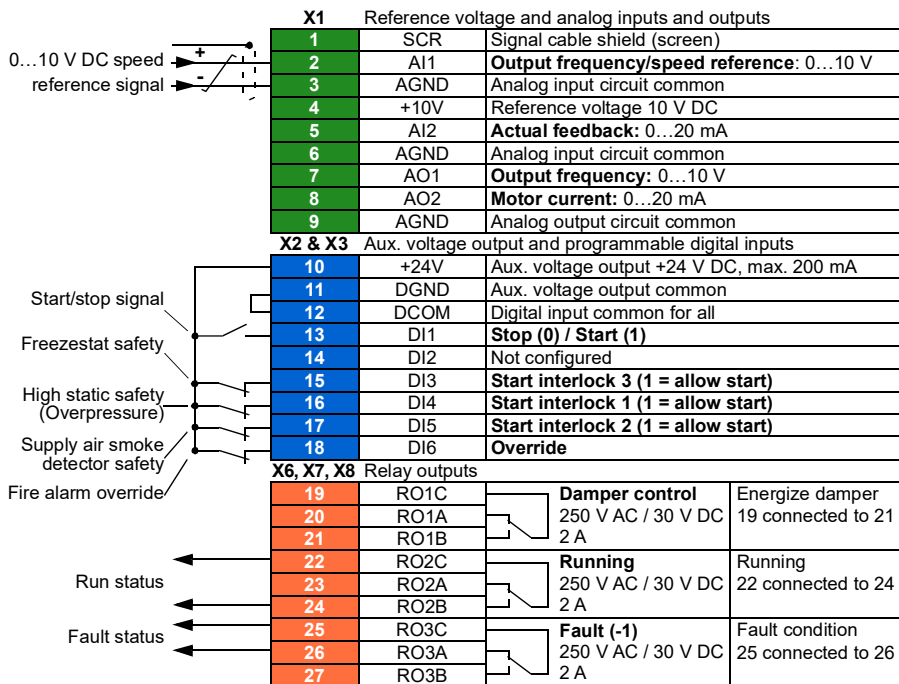 X1 Reference voltage and analog inputs and outputs
1 SCR Signal cable shield (screen)
0…10 V DC speed + 2 AI1 Output frequency/speed reference: 0…10 V
reference signal - 3 AGND Analog input circuit common
4 +10V Reference voltage 10 V DC
5 AI2 Actual feedback: 0…20 mA
6 AGND Analog input circuit common
7 AO1 Output frequency: 0…10 V
8 AO2 Motor current: 0…20 mA
9 AGND Analog output circuit common
X2 & X3 Aux. voltage output and programmable digital inputs
10 +24V Aux. voltage output +24 V DC, max. 200 mA
Start/stop signal 11 DGND Aux. voltage output common
12 DCOM Digital input common for all
Freezestat safety 13 DI1 Stop (0) / Start (1)
14 DI2 Not configured
High static safety 15 DI3 Start interlock 3 (1 = allow start)
(Overpressure) 16 DI4 Start interlock 1 (1 = allow start)
Supply air smoke 17 DI5 Start interlock 2 (1 = allow start)
detector safety 18 DI6 Override
X6, X7, X8 Relay outputs
Fire alarm override 19 RO1C Damper control Energize damper
20 RO1A 250 V AC / 30 V DC 19 connected to 21
21 RO1B 2 A
22 RO2C Running Running
Run status 23 RO2A 250 V AC / 30 V DC 22 connected to 24
24 RO2B 2 A
Fault status 25 RO3C Fault (-1) Fault condition
26 RO3A 250 V AC / 30 V DC 25 connected to 26
27 RO3B 2 A